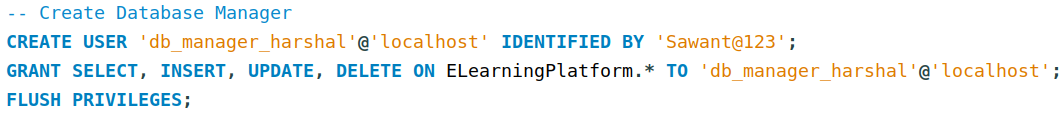 -- Create Database Manager
CREATE USER 'db_manager_harshal'@'localhost' IDENTIFIED BY 'Sawant@123';
GRANT SELECT, INSERT, UPDATE, DELETE ON ELearningPlatform.* TO 'db_manager_harshal'@'localhost';
FLUSH PRIVILEGES;